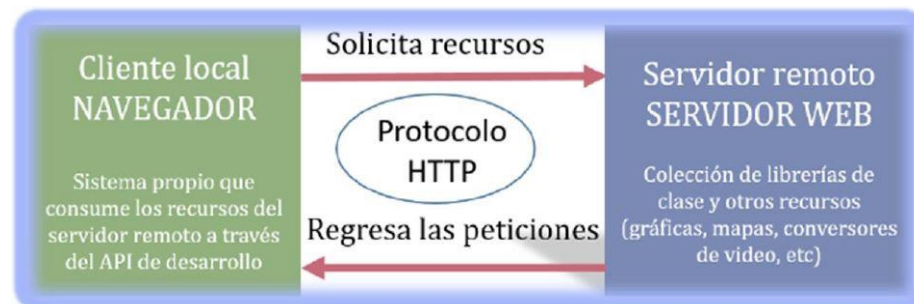 Cliente local
NAVEGADOR
Sistema propio que
consume los recursos del
servidor remoto a través
del API de desarrollo
Solicita recursos
Protocolo
HTTP
Regresa las peticiones
Servidor remoto
SERVIDOR WEB
Colección de librerías de
clase y otros recursos
(gráficas, mapas, conversores
de video, etc)